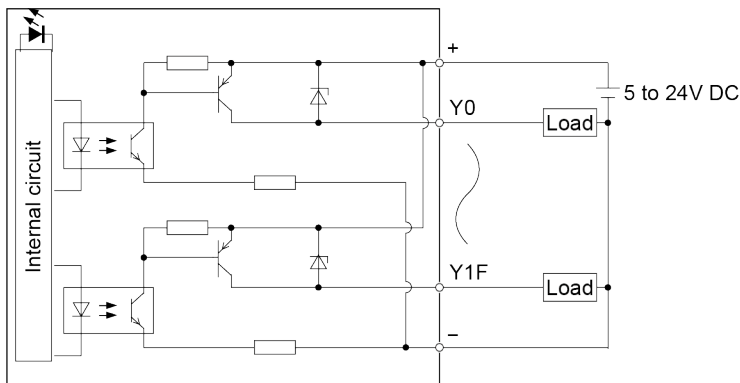 +
5 to 24V DC
Y0
Load
Internal circuit
Y1F
Load
−